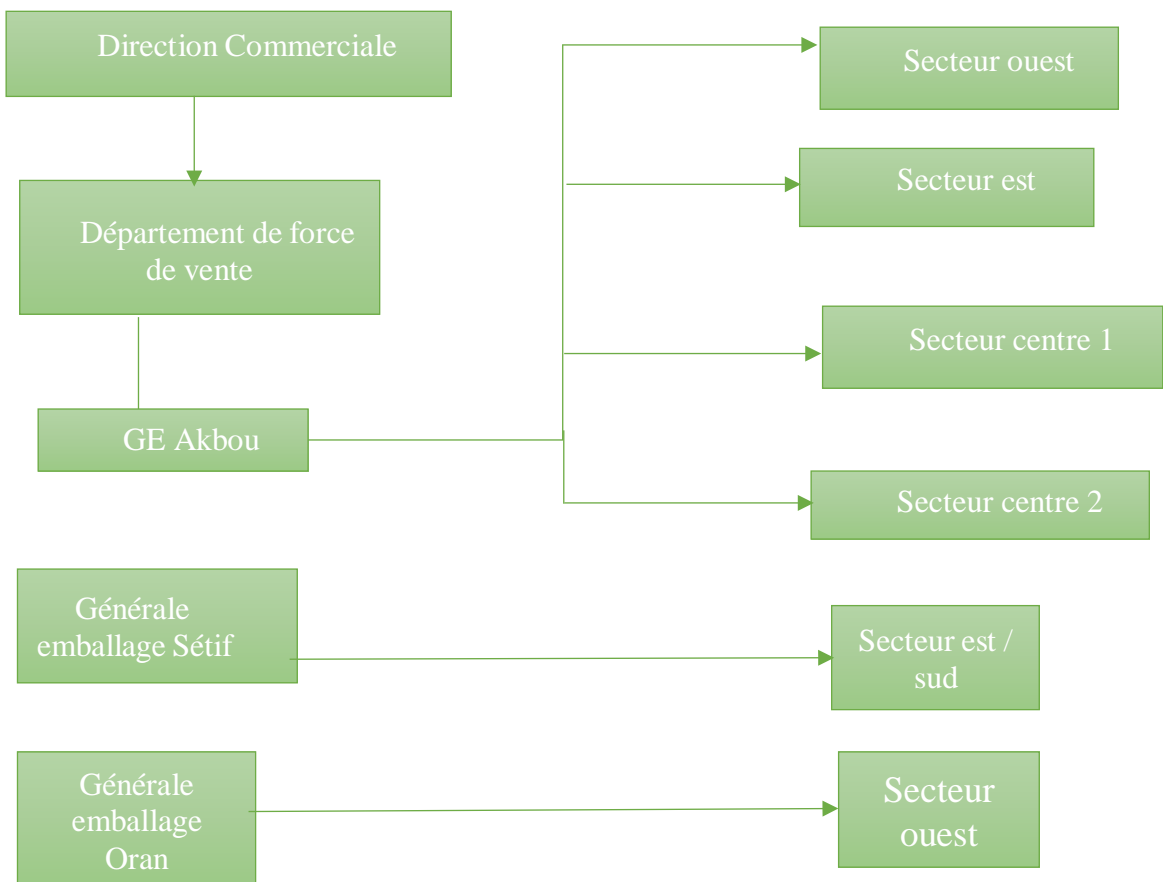 Direction Commerciale
Département de force
de vente
GE Akbou
Secteur ouest
Secteur est
Secteur centre 1
Secteur centre 2
Générale
emballage Sétif
Secteur est /
sud
Générale
emballage
Oran
Secteur
ouest